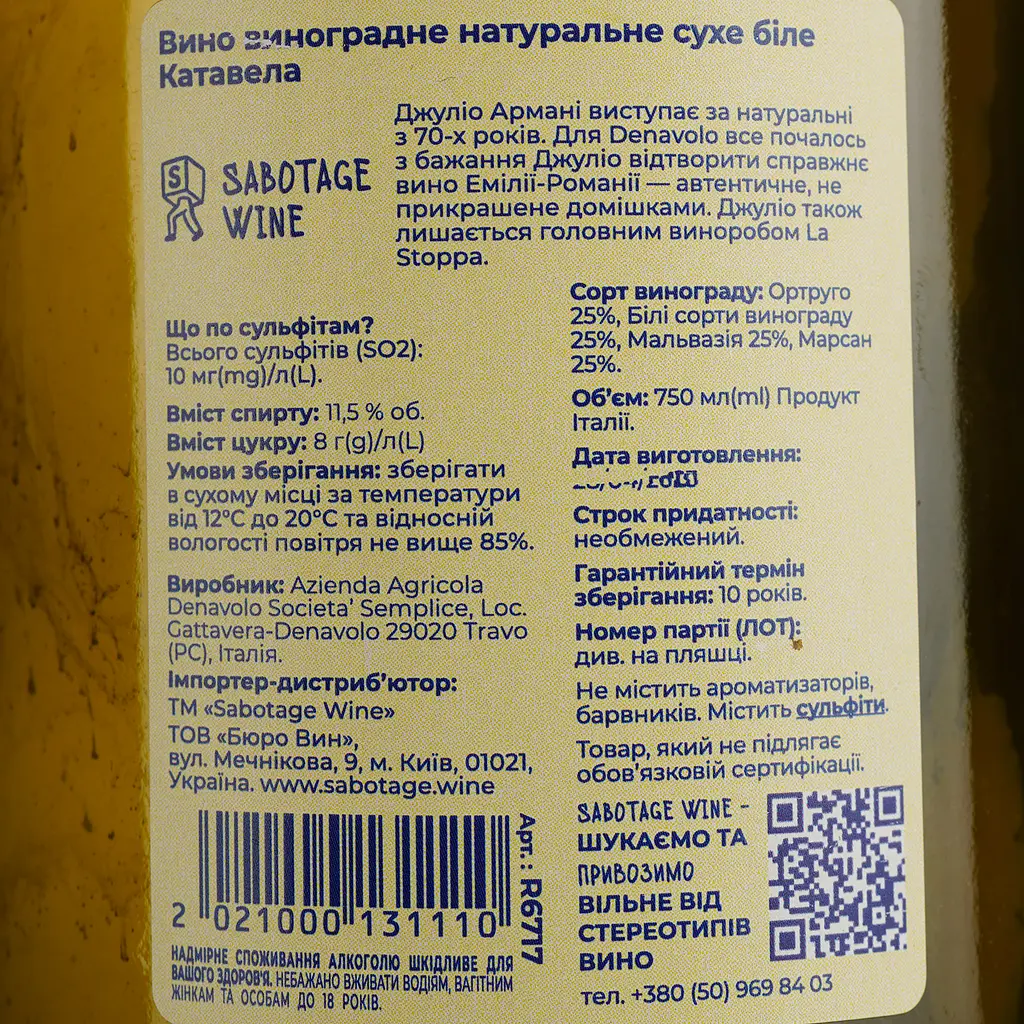 Вино виноградне натуральне сухе біле
Катавела
Джуліо Армані виступає за натуральні
з 70-х років. Для Denavolo все почалось
з бажання Джуліо відтворити справжнє
вино Емілії-Романії — автентичне, не
прикрашене домішками. Джуліо також
лишається головним виноробом La
Stoppa.
SABOTAGE
WINE
Що по сульфітам?
Всього сульфітів (SO2):
10 мг(mg)/л(L).
Вміст спирту: 11,5 % об.
Вміст цукру: 8 г(g)/л(L)
Умови зберігання: зберігати
в сухому місці за температури
від 12°C до 20°C та відносній
вологості повітря не вище 85%.
Виробник: Azienda Agricola
Denavolo Societa' Semplice, Loc.
Gattavera-Denavolo 29020 Travo
(PC), Італія.
Імпортер-дистриб'ютор:
ТМ «Sabotage Wine»
ТОВ «Бюро Вин»,
вул. Мечнікова, 9, м. Київ, 01021,
Україна. www.sabotage.wine
Сорт винограду: Ортруго
25%, Білі сорти винограду
25%, Мальвазія 25%, Марсан
25%.
Об'єм: 750 мл(ml) Продукт
Італії.
Дата виготовлення:
Строк придатності:
необмежений.
Гарантійний термін
зберігання: 10 років.
Номер партії (ЛОТ):
див. на пляшці.
Не містить ароматизаторів,
барвників. Містить сульфіти.
Товар, який не підлягає
обов'язковій сертифікації.
SABOTAGE WINE -
ШУКАЄМО ТА
ПРИВОЗИМО
ВІЛЬНЕ ВІД
СТЕРЕОТИПІВ
ВИНО
тел. +380 (50) 969 84 03
Арт.: R6717
2 021000 131110
НАДМІРНЕ СПОЖИВАННЯ АЛКОГОЛЮ ШКІДЛИВЕ ДЛЯ
ВАШОГО ЗДОРОВ'Я. НЕБАЖАНО ВЖИВАТИ ВОДІЯМ, ВАГІТНИМ
ЖІНКАМ ТА ОСОБАМ ДО 18 РОКІВ.